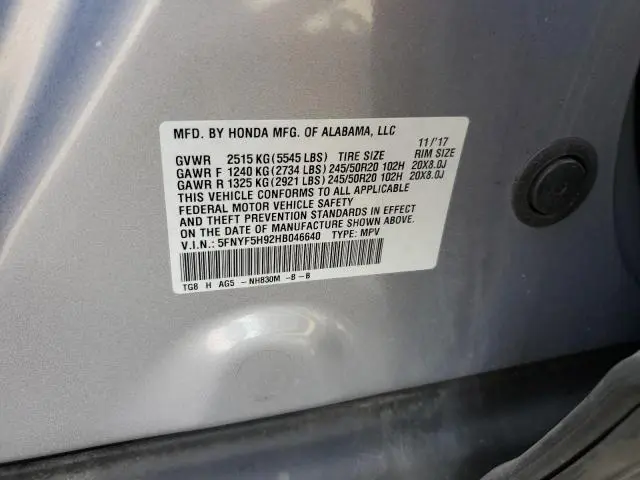 MFD. BY HONDA MFG. OF ALABAMA, LLC 11/'17
GVWR 2515 KG (5545 LBS) TIRE SIZE RIM SIZE
GAWR F 1240 KG (2734 LBS) 245/50R20 102H 20X8.0J
GAWR R 1325 KG (2921 LBS) 245/50R20 102H 20X8.0J
THIS VEHICLE CONFORMS TO ALL APPLICABLE
FEDERAL MOTOR VEHICLE SAFETY
AND THEFT PREVENTION STANDARDS IN EFFECT
ON THE DATE OF MANUFACTURE SHOWN ABOVE.
V.I.N.: 5FNYF5H92HB046640 TYPE: MPV
TG8 H AG5 -NH830M -B -B